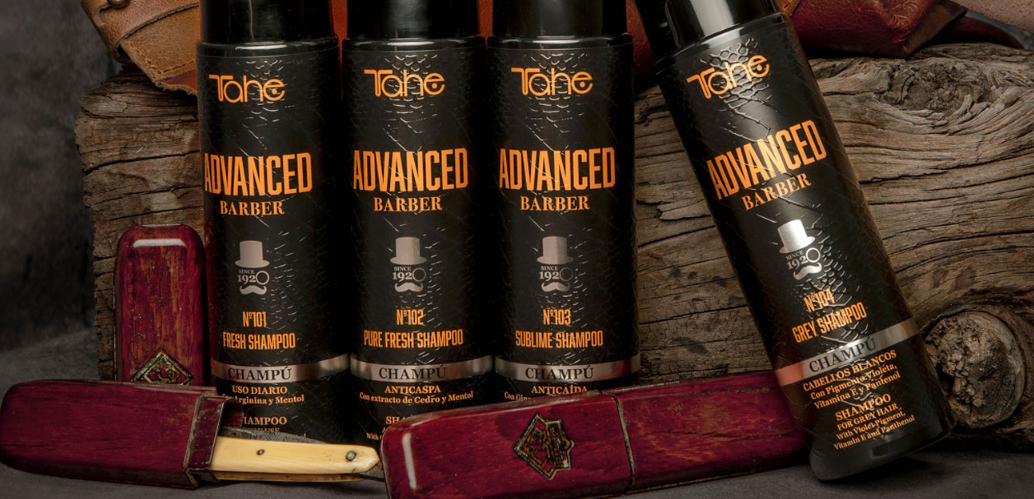 Tahe
ADVANCED
BARBER
SINCE
1920
Nº101
FRESH SHAMPOO
CHAMPÚ
USO DIARIO
Arginina y Mentol
Tahe
ADVANCED
BARBER
SINCE
1920
Nº102
PURE FRESH SHAMPOO
CHAMPÚ
ANTICASPA
Con extracto de Cedro y Mentol
Tahe
ADVANCED
BARBER
SINCE
1920
Nº103
SUBLIME SHAMPOO
CHAMPÚ
ANTICAÍDA
Tahe
ADVANCED
BARBER
SINCE
1920
Nº104
GREY SHAMPOO
CHAMPÚ
CABELLOS BLANCOS
Con Pigmento Violeta,
Vitamina E y Pantenol
SHAMPOO
FOR GREY HAIR
With Violet Pigment,
Vitamin E and Panthenol